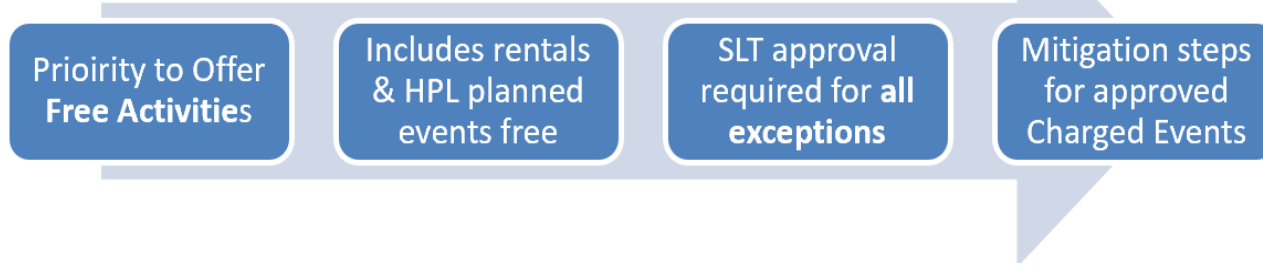 Prioirity to Offer
Free Activities
Includes rentals
& HPL planned
events free
SLT approval
required for all
exceptions
Mitigation steps
for approved
Charged Events